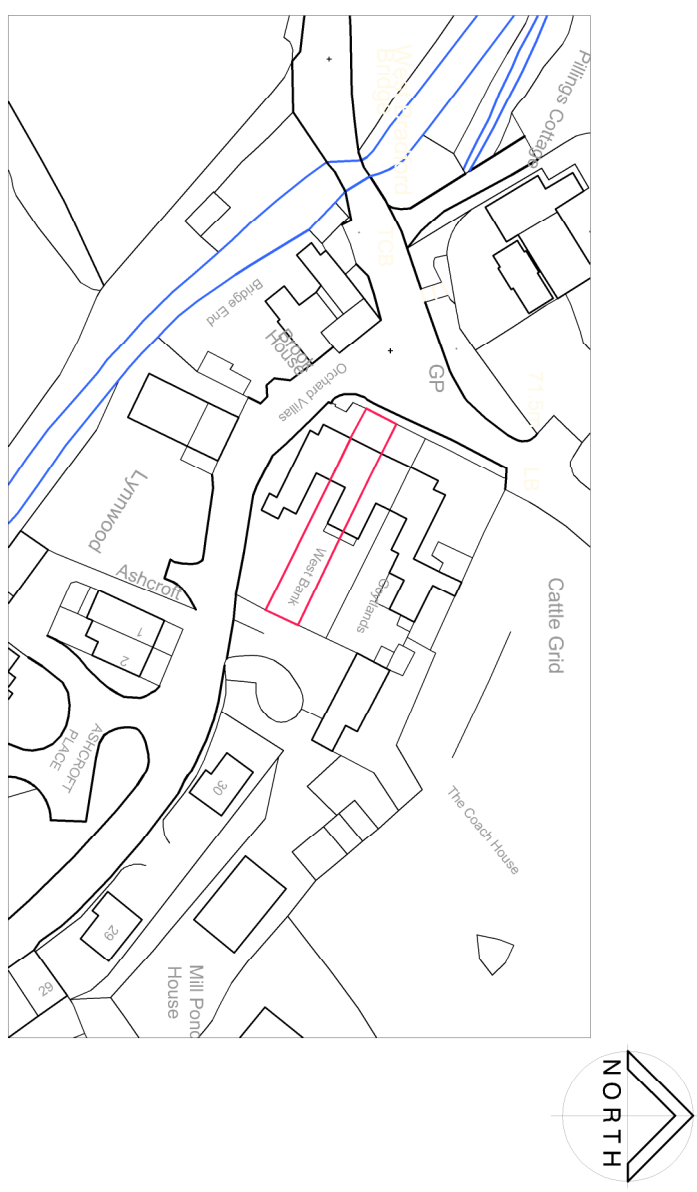 Pillings Cottage
TCB
Bridge End
Brook
House
Orchard Villas
GP
71.5m
LB
Lynnwood
West Bank
Ashcroft
1
2
Cattle Grid
ASHCROFT
PLACE
30
The Coach House
29
Mill Pond
House
29
NORTH